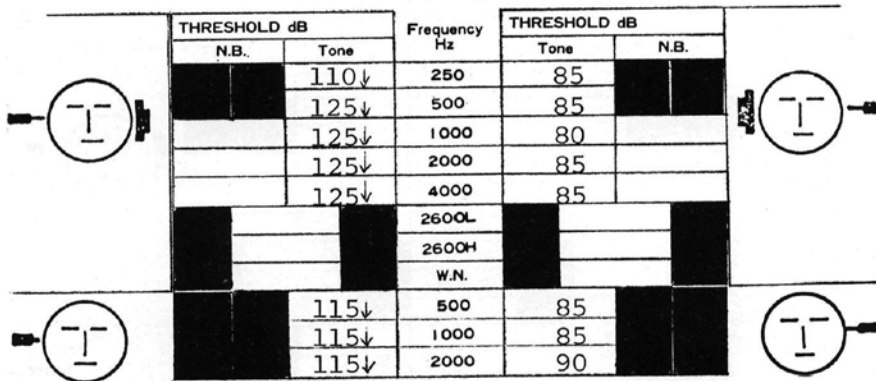 THRESHOLD dB Frequency Hz THRESHOLD dB
N.B. Tone Tone N.B.
110↓ 250 85
125↓ 500 85
125↓ 1000 80
125↓ 2000 85
125↓ 4000 85
2600L
2600H
W.N.
115↓ 500 85
115↓ 1000 85
115↓ 2000 90